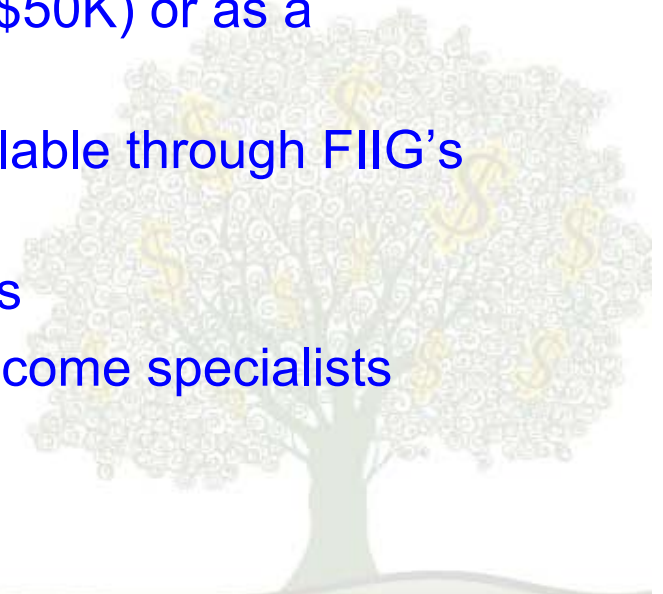 $50K) or as a
lable through FIIG's
s
come specialists